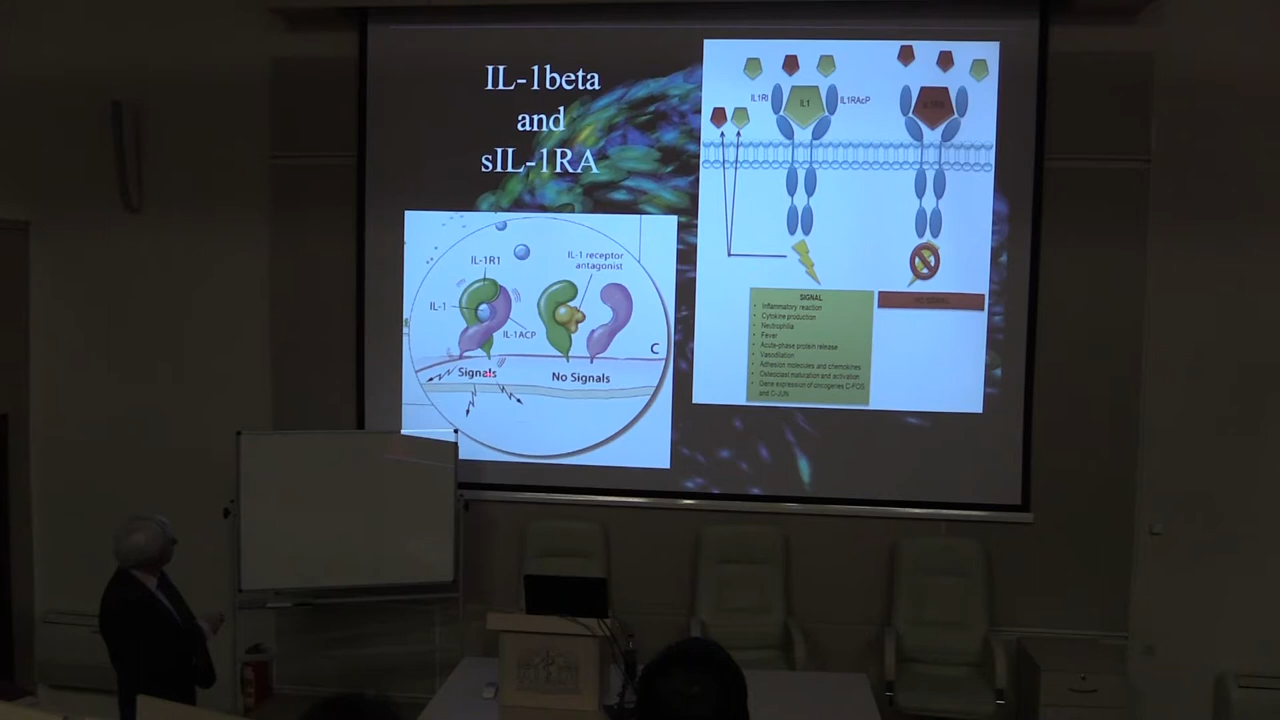 IL-1beta
and
sIL-1RA
IL-1R1
IL-1
IL-1ACP
IL-1 receptor
antagonist
C
Signals
No Signals
IL1RI
IL1
IL1RAcP
SIGNAL
• Inflammatory reaction
• Cytokine production
• Neutrophilia
• Fever
• Acute-phase protein release
• Vasodilation
• Adhesion molecules and chemokines
• Osteoclast maturation and activation
• Gene expression of oncogenes C-FOS
and C-JUN
NO SIGNAL